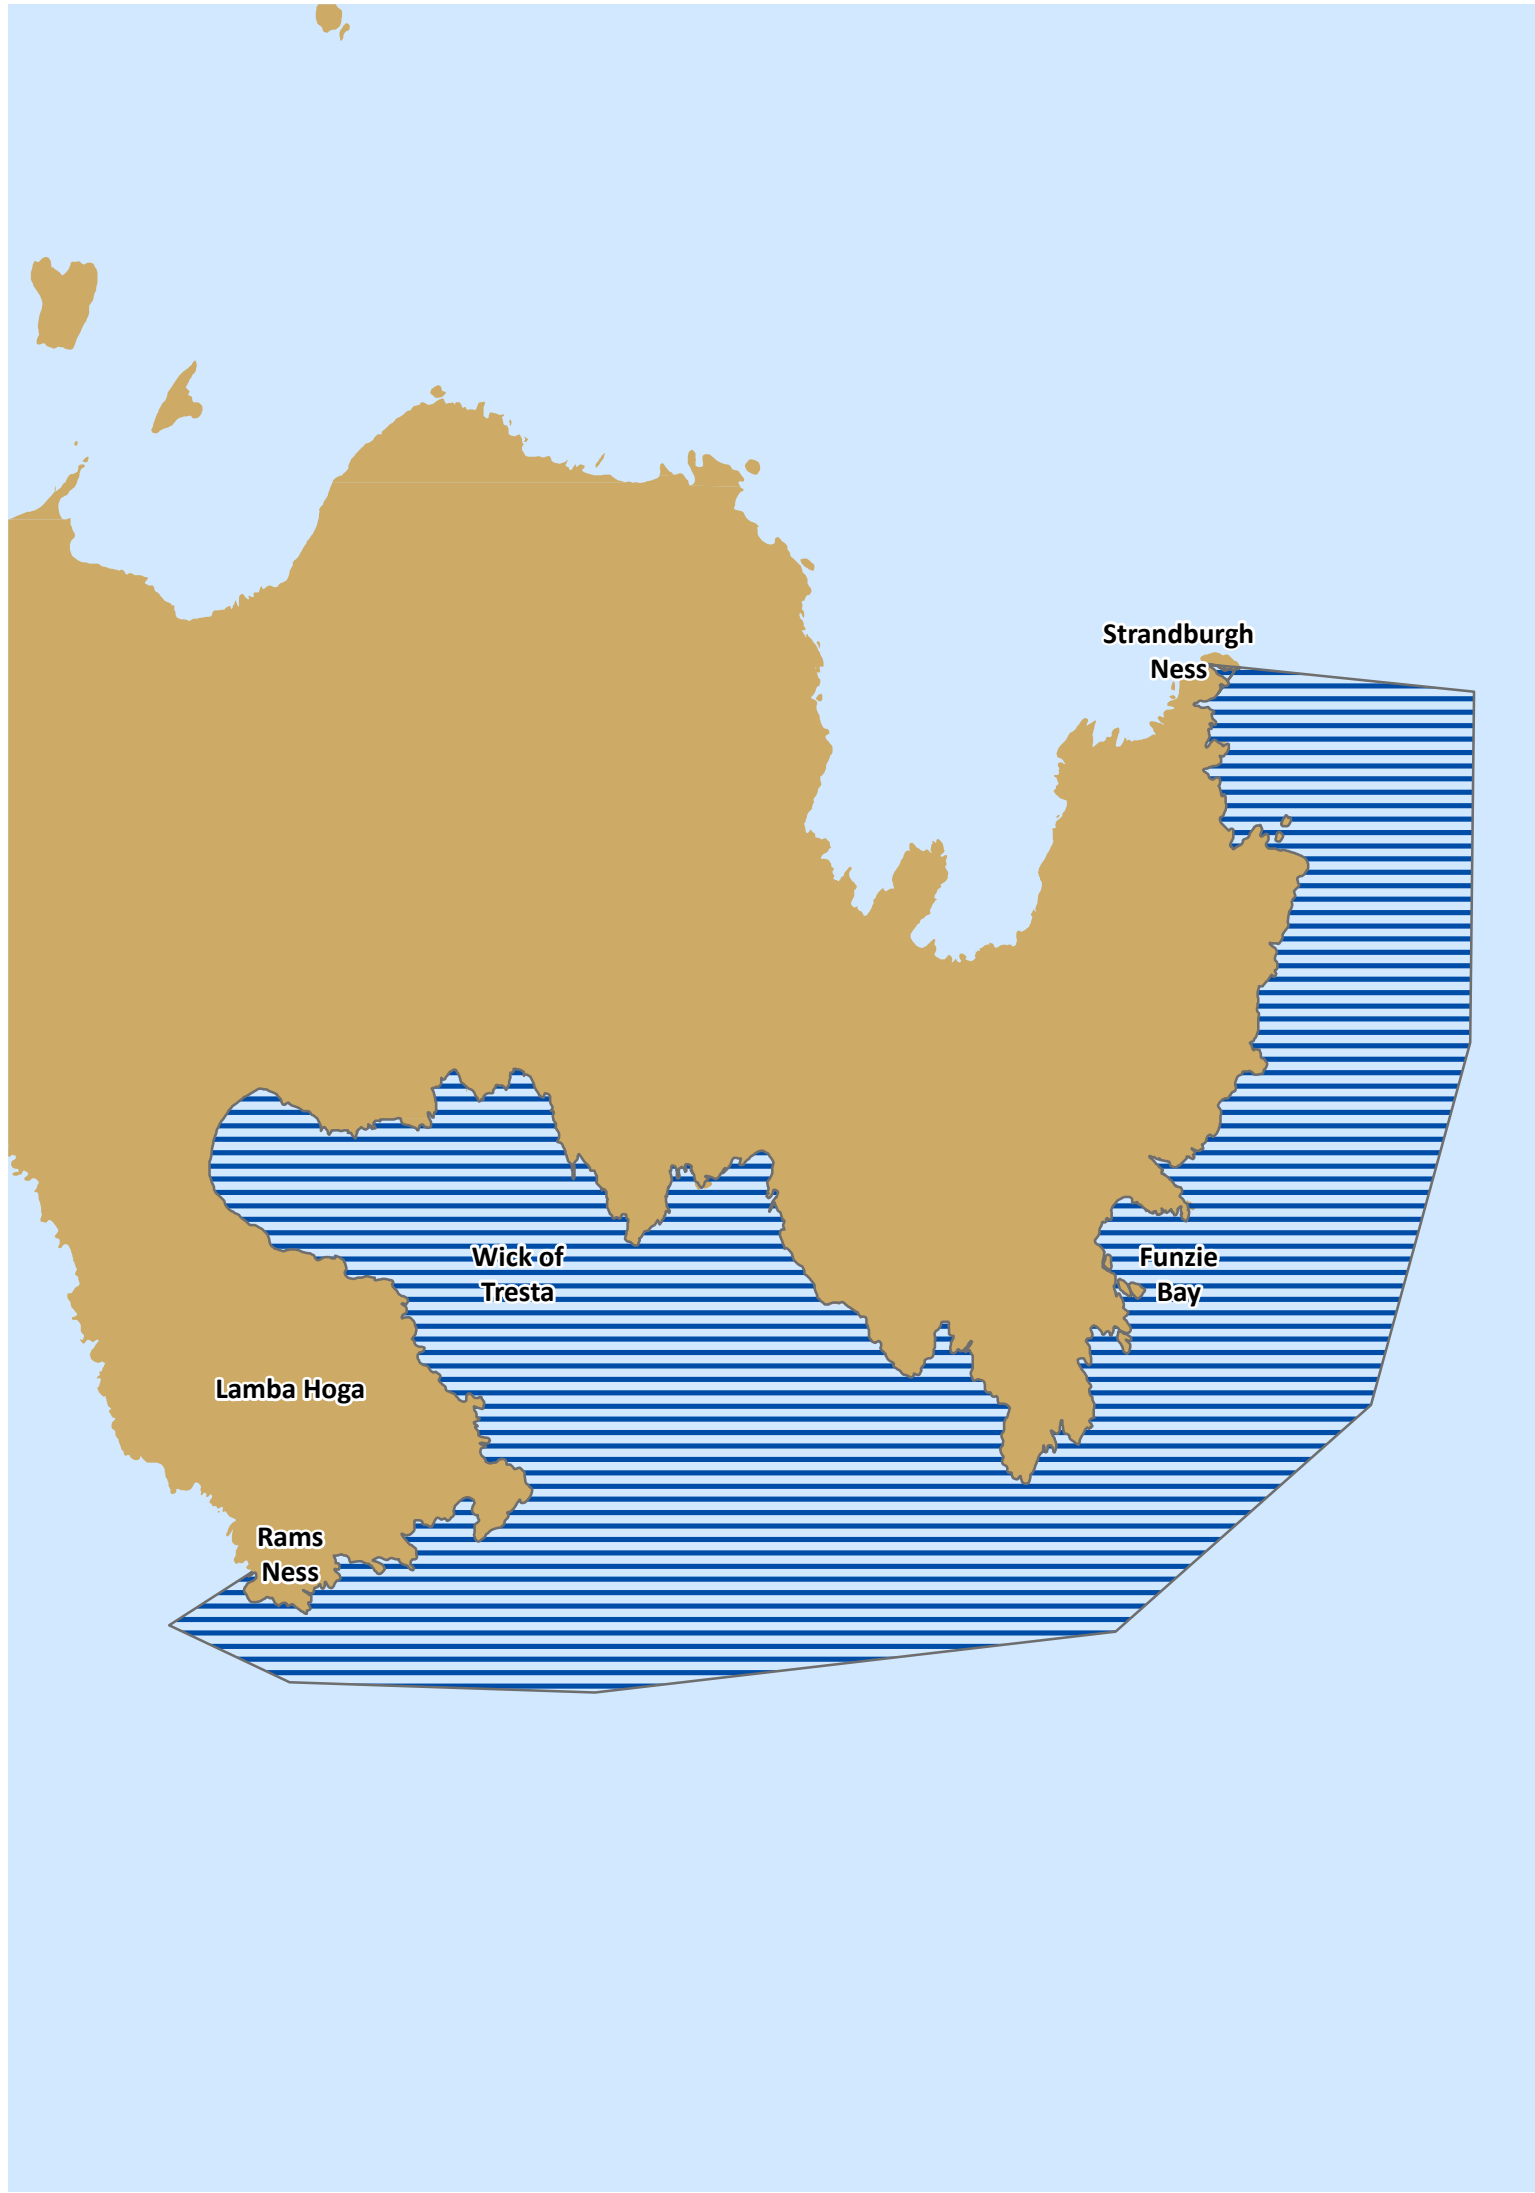 Strandburgh
Ness
Wick of
Tresta
Funzie
Bay
Lamba Hoga
Rams
Ness